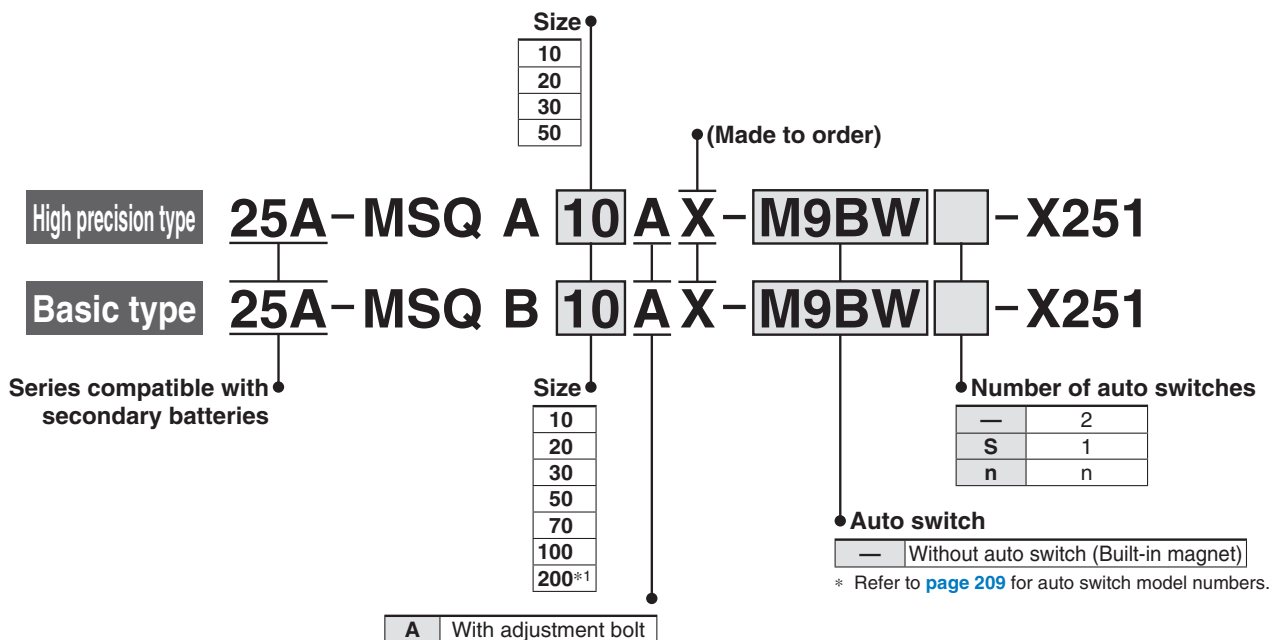 Size
10
20
30
50
(Made to order)
High precision type 25A-MSQ A 10 A X-M9BW -X251
Basic type 25A-MSQ B 10 A X-M9BW -X251
Series compatible with
secondary batteries
Size
10
20
30
50
70
100
200*1
Number of auto switches
— 2
S 1
n n
Auto switch
— Without auto switch (Built-in magnet)
* Refer to page 209 for auto switch model numbers.
A With adjustment bolt